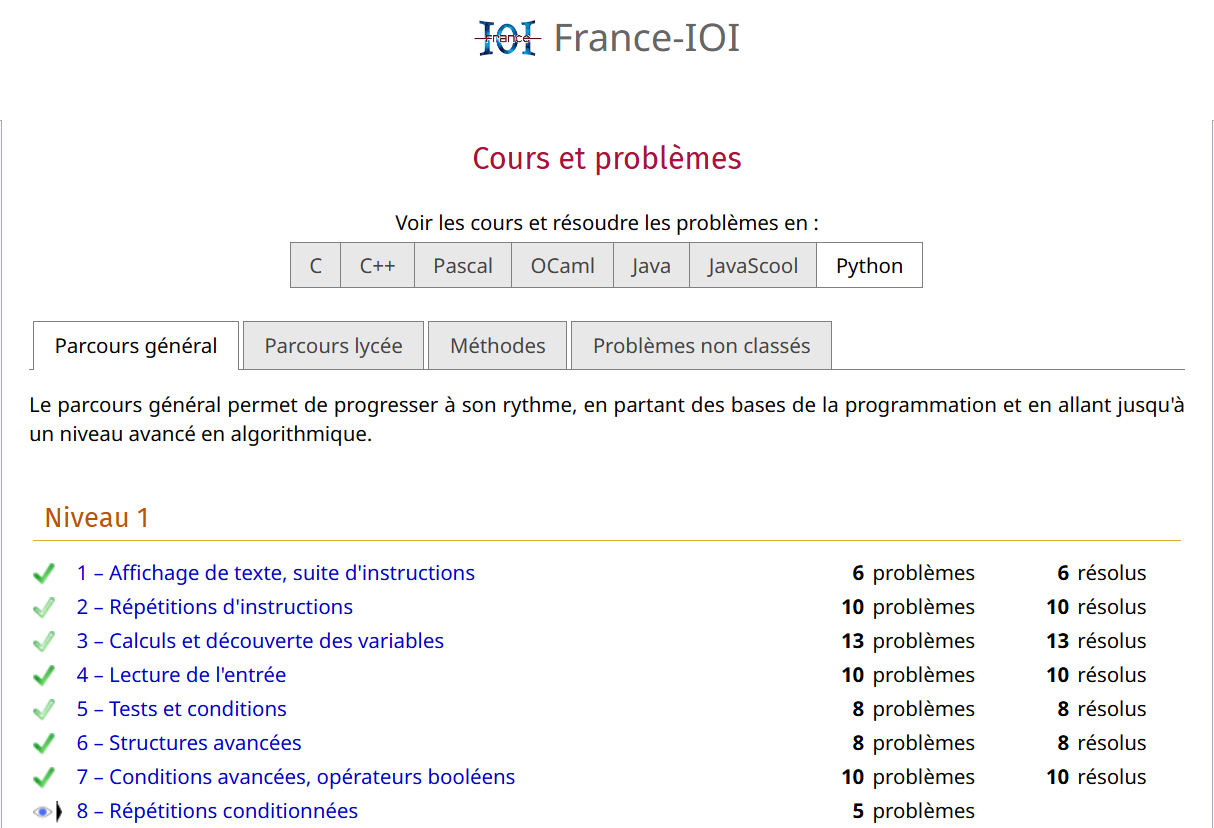 IOI France France-IOI
Cours et problèmes
Voir les cours et résoudre les problèmes en :
C C++ Pascal OCaml Java JavaScool Python
Parcours général Parcours lycée Méthodes Problèmes non classés
Le parcours général permet de progresser à son rythme, en partant des bases de la programmation et en allant jusqu'à
un niveau avancé en algorithmique.
Niveau 1
1 – Affichage de texte, suite d'instructions 6 problèmes 6 résolus
2 – Répétitions d'instructions 10 problèmes 10 résolus
3 – Calculs et découverte des variables 13 problèmes 13 résolus
4 – Lecture de l'entrée 10 problèmes 10 résolus
5 – Tests et conditions 8 problèmes 8 résolus
6 – Structures avancées 8 problèmes 8 résolus
7 – Conditions avancées, opérateurs booléens 10 problèmes 10 résolus
8 – Répétitions conditionnées 5 problèmes